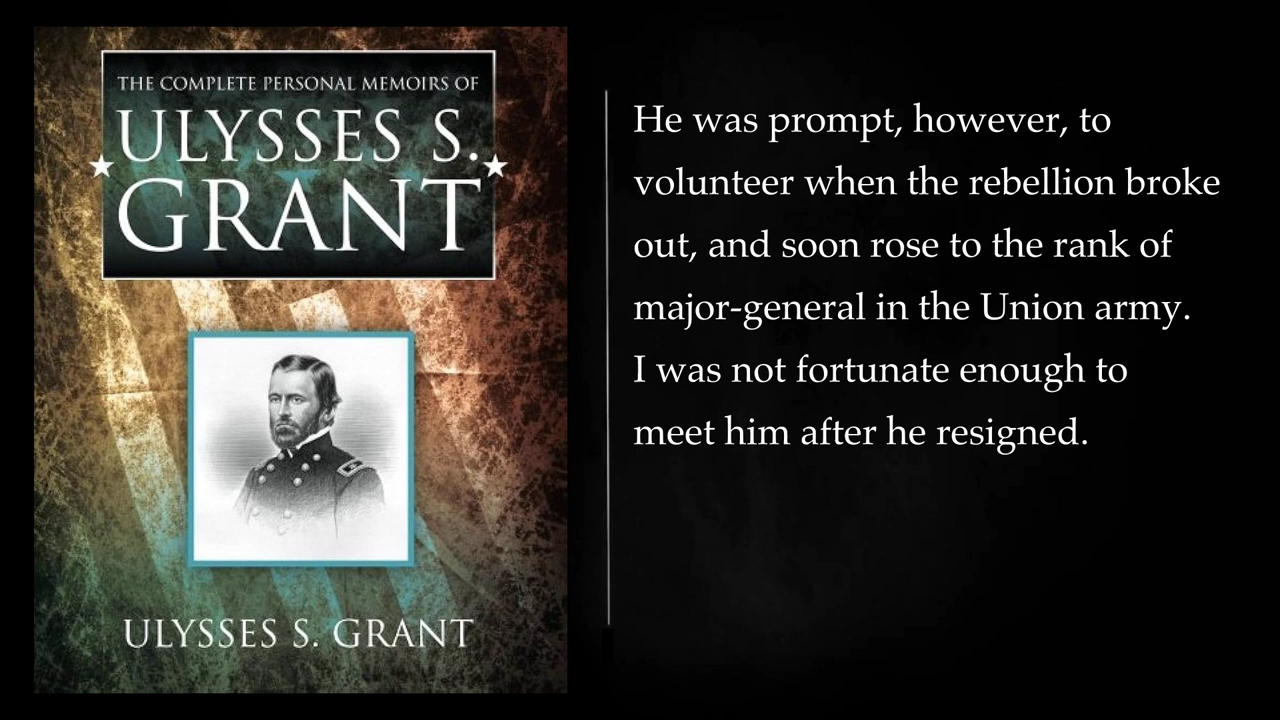 THE COMPLETE PERSONAL MEMOIRS OF
ULYSSES S.
GRANT
ULYSSES S. GRANT
He was prompt, however, to
volunteer when the rebellion broke
out, and soon rose to the rank of
major-general in the Union army.
I was not fortunate enough to
meet him after he resigned.